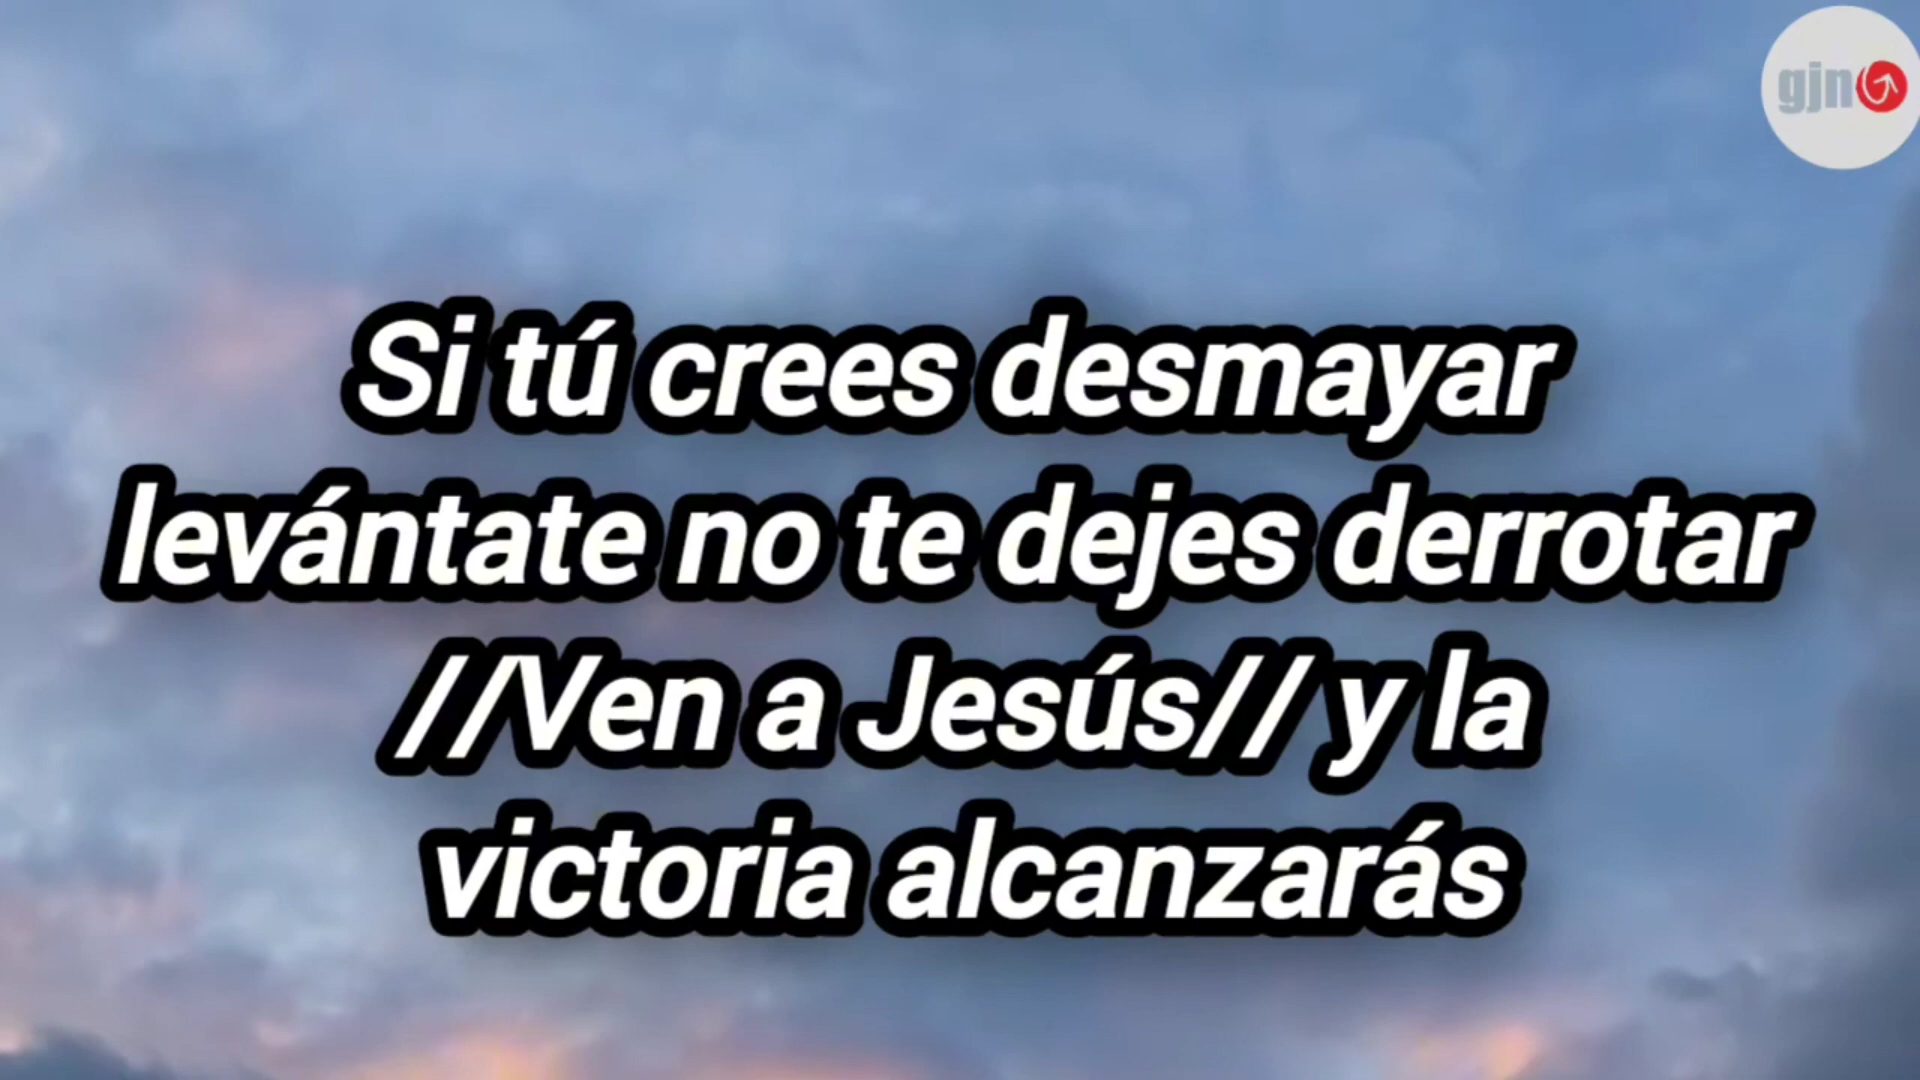 gjn
Si tú crees desmayar
levántate no te dejes derrotar
//Ven a Jesús// y la
victoria alcanzarás